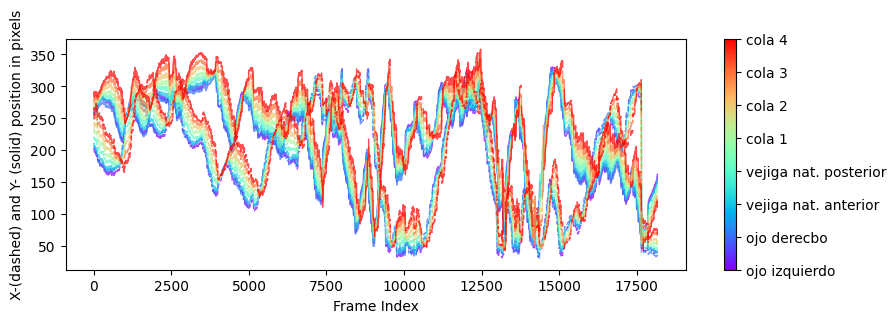 X-(dashed) and Y- (solid) position in pixels
350
300
250
200
150
100
50
0
2500
5000
7500
10000
12500
15000
17500
Frame Index
cola 4
cola 3
cola 2
cola 1
vejiga nat. posterior
vejiga nat. anterior
ojo derecbo
ojo izquierdo